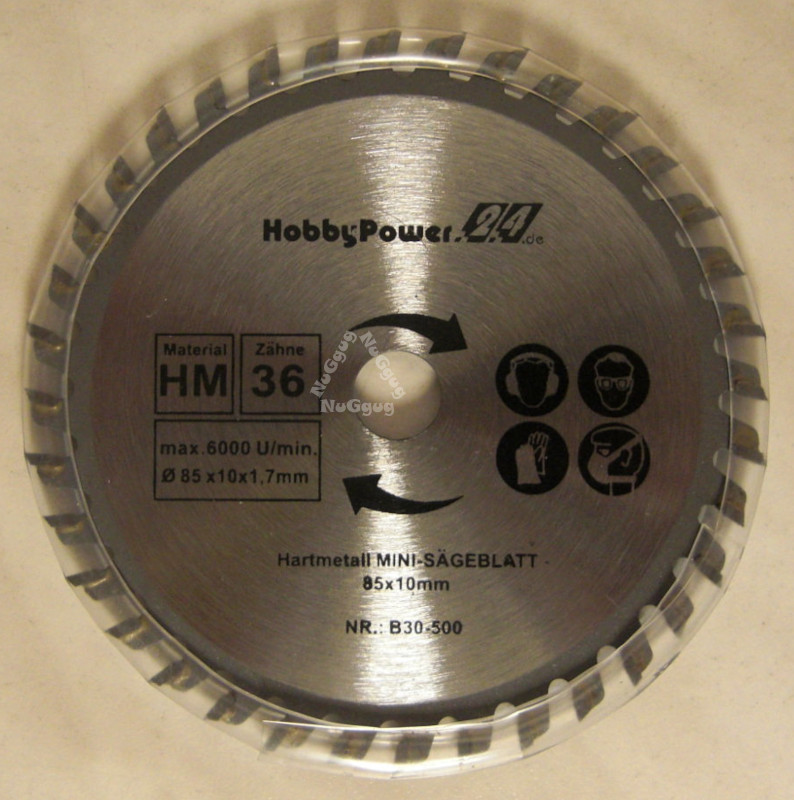 HobbyPower.24.de
Material
HM
Zähne
36
NuGgug
NuGgug
NuGgug
max.6000 U/min.
Ø 85 x10x1,7mm
Hartmetall MINI-SÄGEBLATT
85x10mm
NR.: B30-500